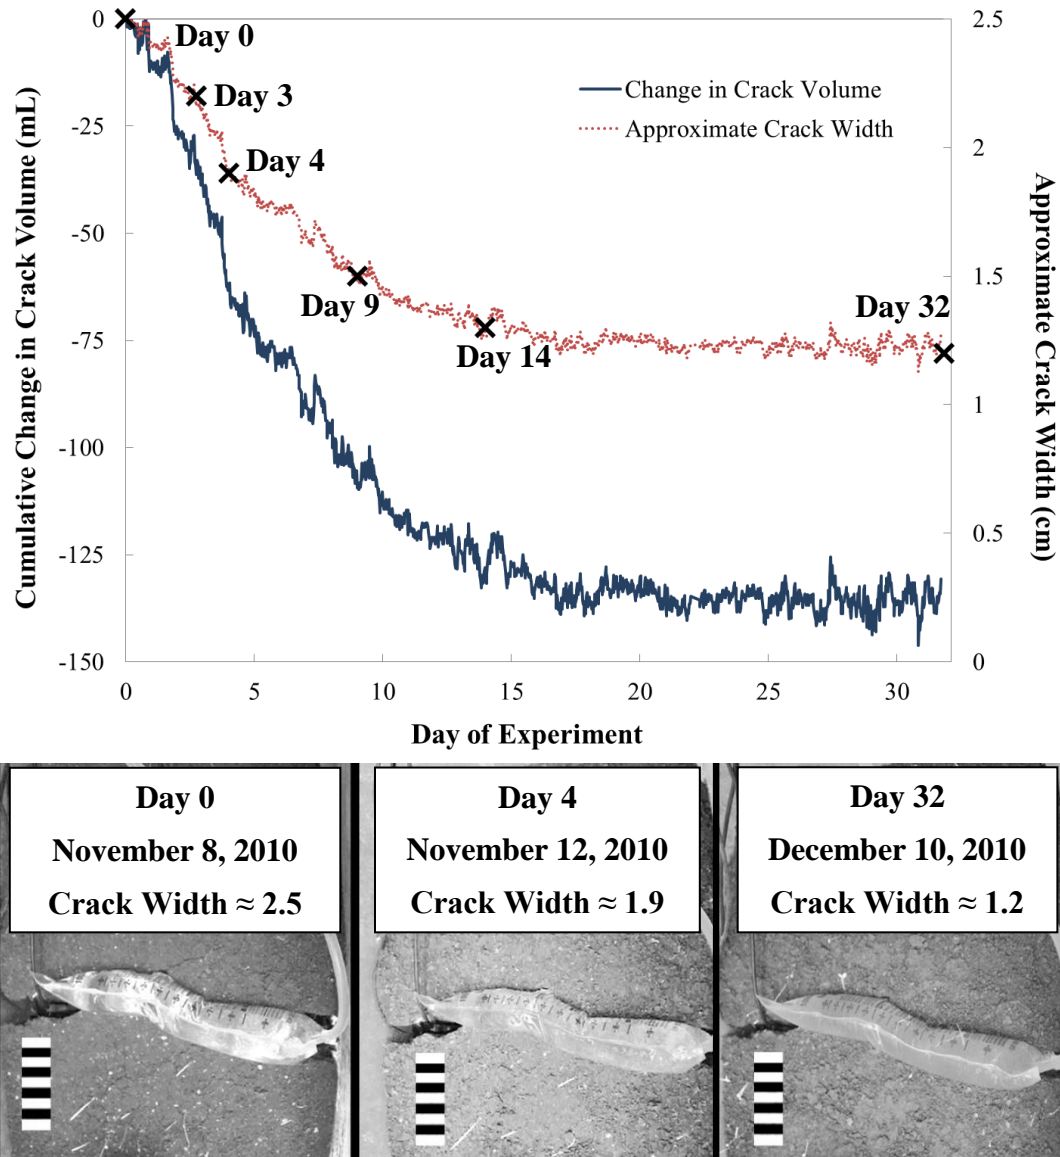 0
-25
-50
-75
-100
-125
-150
Cumulative Change in Crack Volume (mL)
2.5
2
1.5
1
0.5
0
Approximate Crack Width (cm)
Change in Crack Volume
Approximate Crack Width
Day 0
Day 3
Day 4
Day 9
Day 14
Day 32
0 5 10 15 20 25 30
Day of Experiment
Day 0
November 8, 2010
Crack Width ≈ 2.5
Day 4
November 12, 2010
Crack Width ≈ 1.9
Day 32
December 10, 2010
Crack Width ≈ 1.2